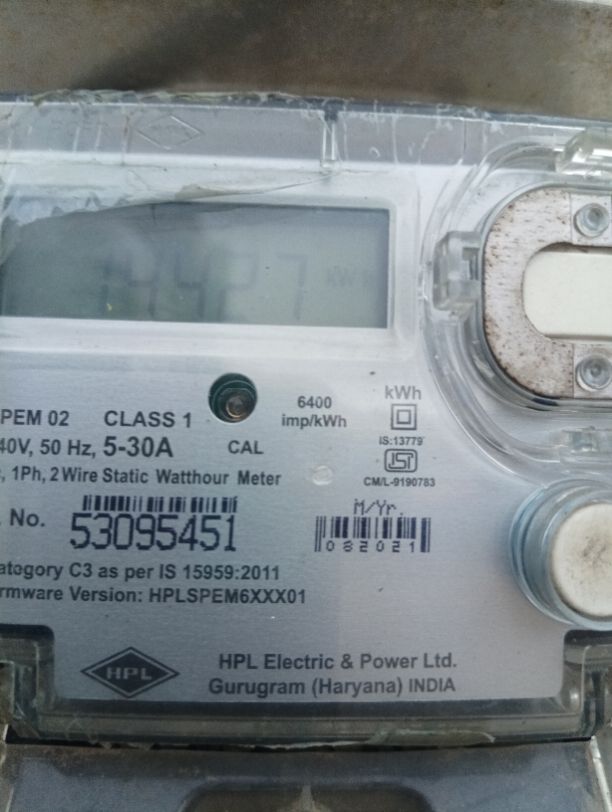 kWh
PEM 02 CLASS 1
6400
imp/kWh
kWh
40V, 50 Hz, 5-30A CAL
IS:13779
ISI
CM/L-9190783
, 1Ph, 2 Wire Static Watthour Meter
. No. 53095451
M/Yr.
082021
ategory C3 as per IS 15959:2011
rmware Version: HPLSPEM6XXX01
HPL
HPL Electric & Power Ltd.
Gurugram (Haryana) INDIA